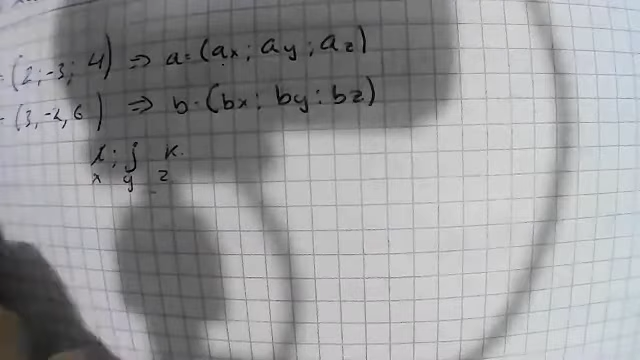 = (2; -3; 4) => a = (ax; ay; az)
= (3, -2, 6) => b = (bx; by; bz)
i; j k.
x y z